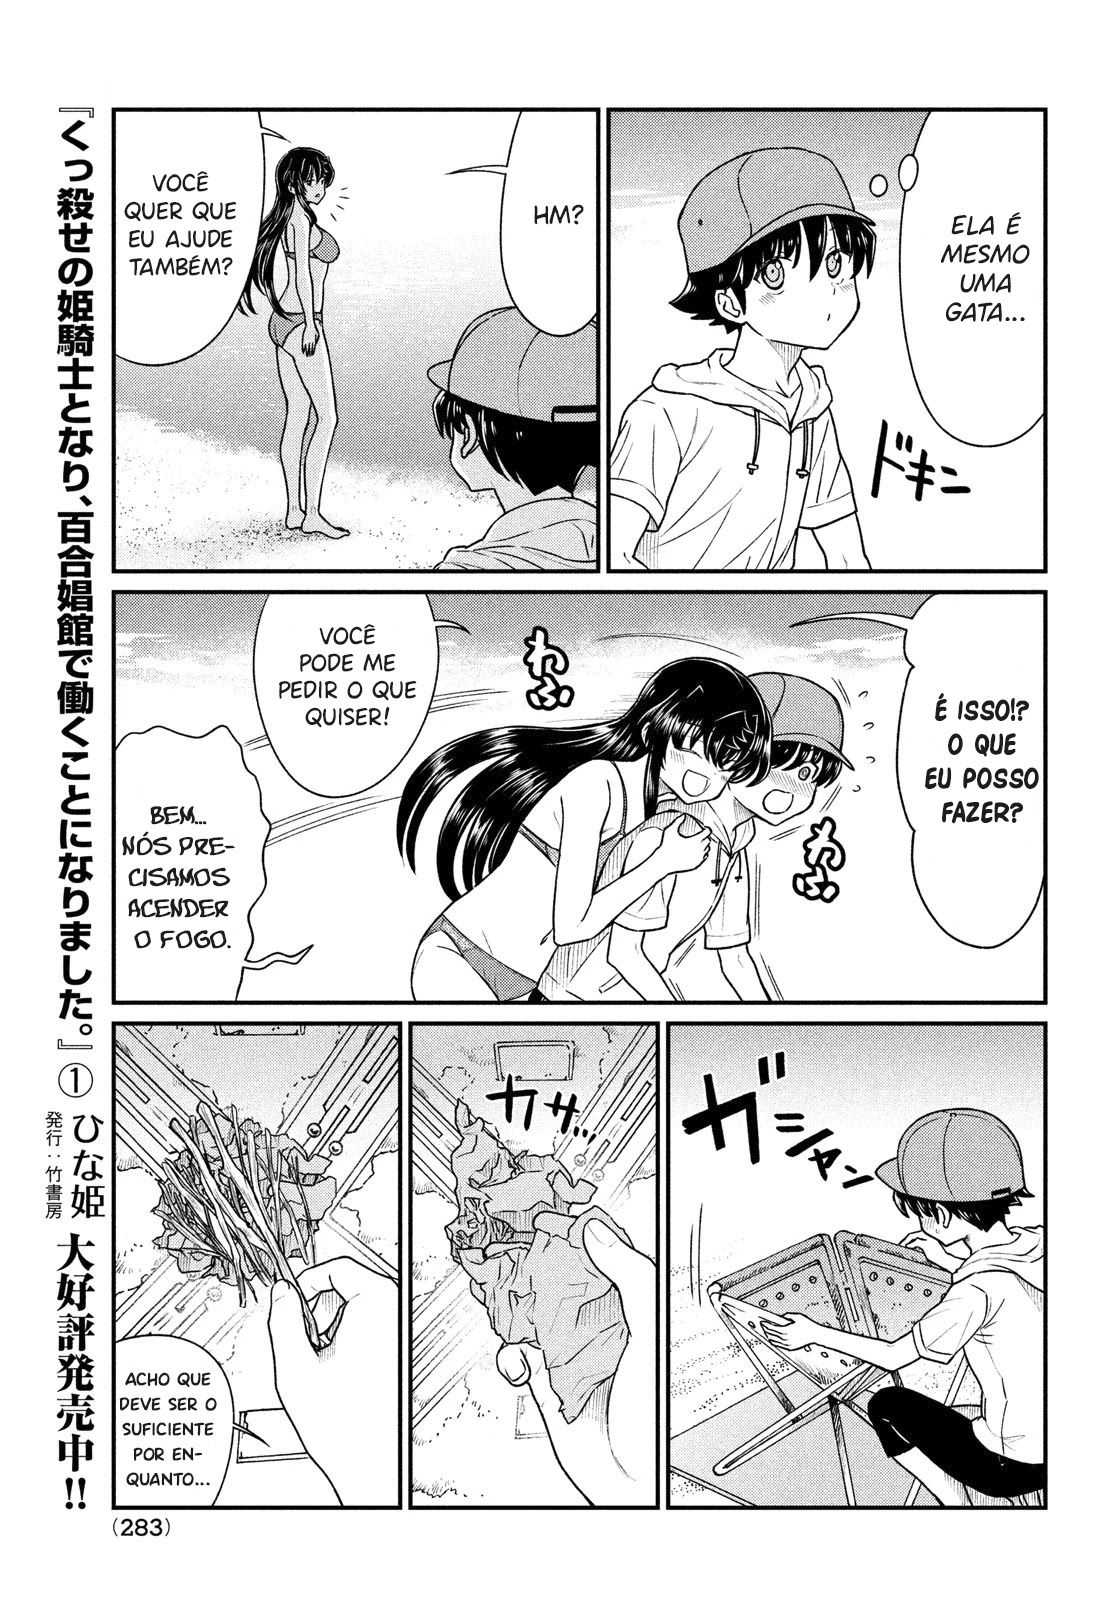 ELA É
MESMO
UMA
GATA...
ドキン
HM?
VOCÊ
QUER QUE
EU AJUDE
TAMBÉM?
É ISSO!?
O QUE
EU POSSO
FAZER?
わふ
わふ
VOCÊ
PODE ME
PEDIR O QUE
QUISER!
BEM...
NÓS PRE-
CISAMOS
ACENDER
O FOGO.
ガシャン
カサッ...
ACHO QUE
DEVE SER O
SUFICIENTE
POR EN-
QUANTO...
『くっ殺せの姫騎士となり、百合娼館で働くことになりました。』① ひな姫 大好評発売中!!
発行:竹書房
(283)